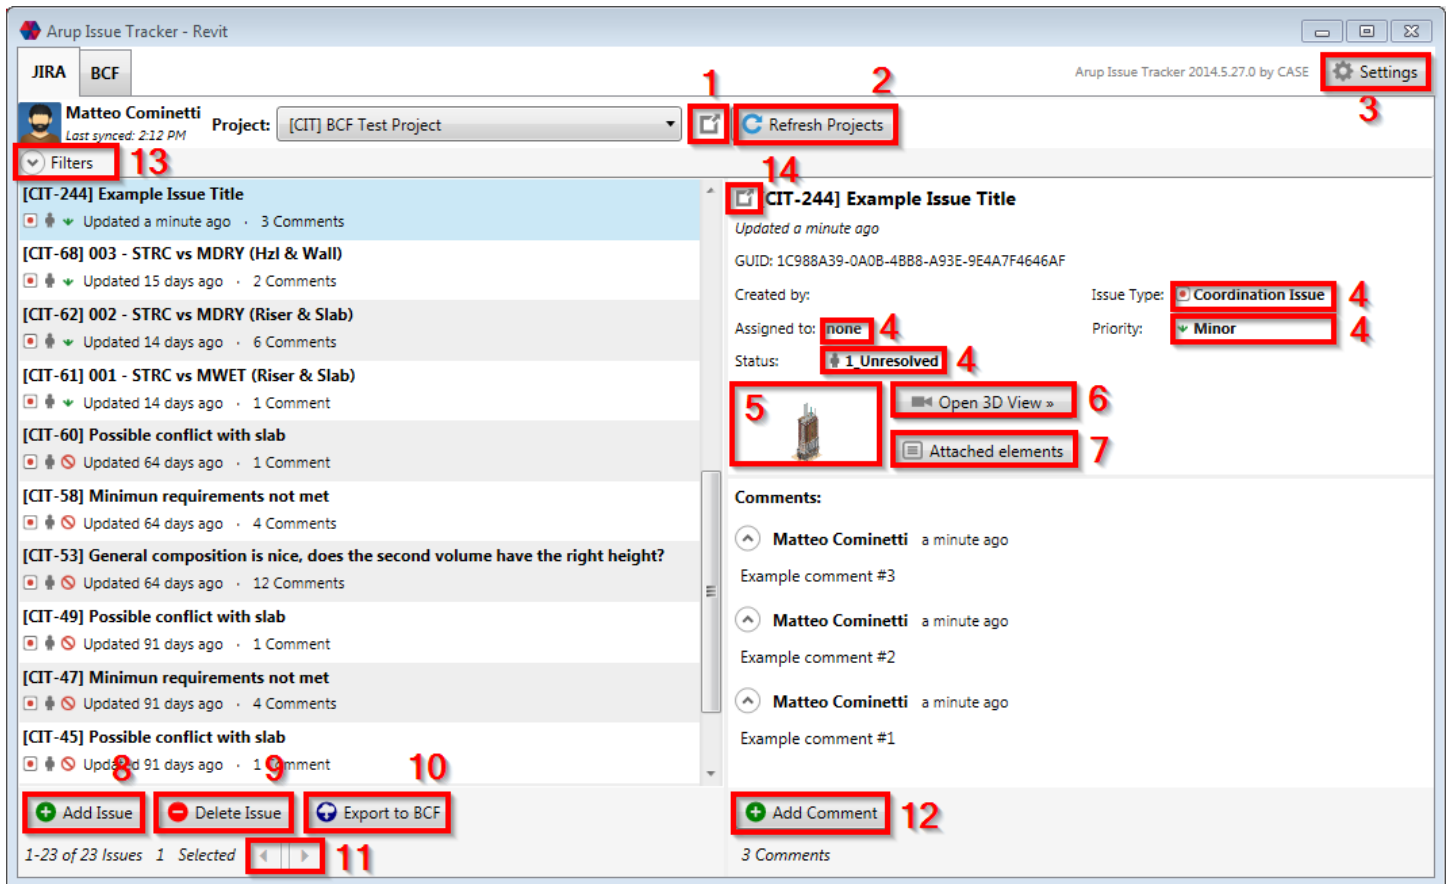 Arup Issue Tracker - Revit
JIRA BCF
Arup Issue Tracker 2014.5.27.0 by CASE
Settings
3
Matteo Cominetti
Last synced: 2:12 PM
Project: [CIT] BCF Test Project
1
2
Refresh Projects
Filters
13
[CIT-244] Example Issue Title
Updated a minute ago · 3 Comments
[CIT-68] 003 - STRC vs MDRY (Hzl & Wall)
Updated 15 days ago · 2 Comments
[CIT-62] 002 - STRC vs MDRY (Riser & Slab)
Updated 14 days ago · 6 Comments
[CIT-61] 001 - STRC vs MWET (Riser & Slab)
Updated 14 days ago · 1 Comment
[CIT-60] Possible conflict with slab
Updated 64 days ago · 1 Comment
[CIT-58] Minimun requirements not met
Updated 64 days ago · 4 Comments
[CIT-53] General composition is nice, does the second volume have the right height?
Updated 64 days ago · 12 Comments
[CIT-49] Possible conflict with slab
Updated 91 days ago · 1 Comment
[CIT-47] Minimun requirements not met
Updated 91 days ago · 4 Comments
[CIT-45] Possible conflict with slab
Updated 91 days ago · 1 Comment
8
9
10
Add Issue
Delete Issue
Export to BCF
1-23 of 23 Issues 1 Selected
11
14
[CIT-244] Example Issue Title
Updated a minute ago
GUID: 1C988A39-0A0B-4BB8-A93E-9E4A7F4646AF
Created by:
Issue Type: Coordination Issue 4
Assigned to: none 4
Priority: Minor 4
Status: 1_Unresolved 4
5
Open 3D View » 6
Attached elements 7
Comments:
Matteo Cominetti a minute ago
Example comment #3
Matteo Cominetti a minute ago
Example comment #2
Matteo Cominetti a minute ago
Example comment #1
Add Comment 12
3 Comments